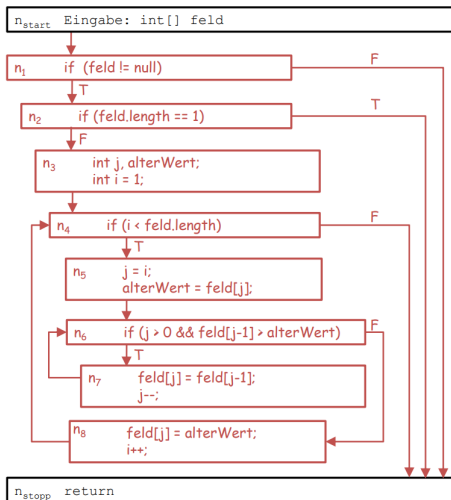 n_start Eingabe: int[] feld
n1 if (feld != null) F
T
n2 if (feld.length == 1) T
F
n3 int j, alterWert;
int i = 1;
n4 if (i < feld.length) F
T
n5 j = i;
alterWert = feld[j];
n6 if (j > 0 && feld[j-1] > alterWert) F
T
n7 feld[j] = feld[j-1];
j--;
n8 feld[j] = alterWert;
i++;
n_stopp return